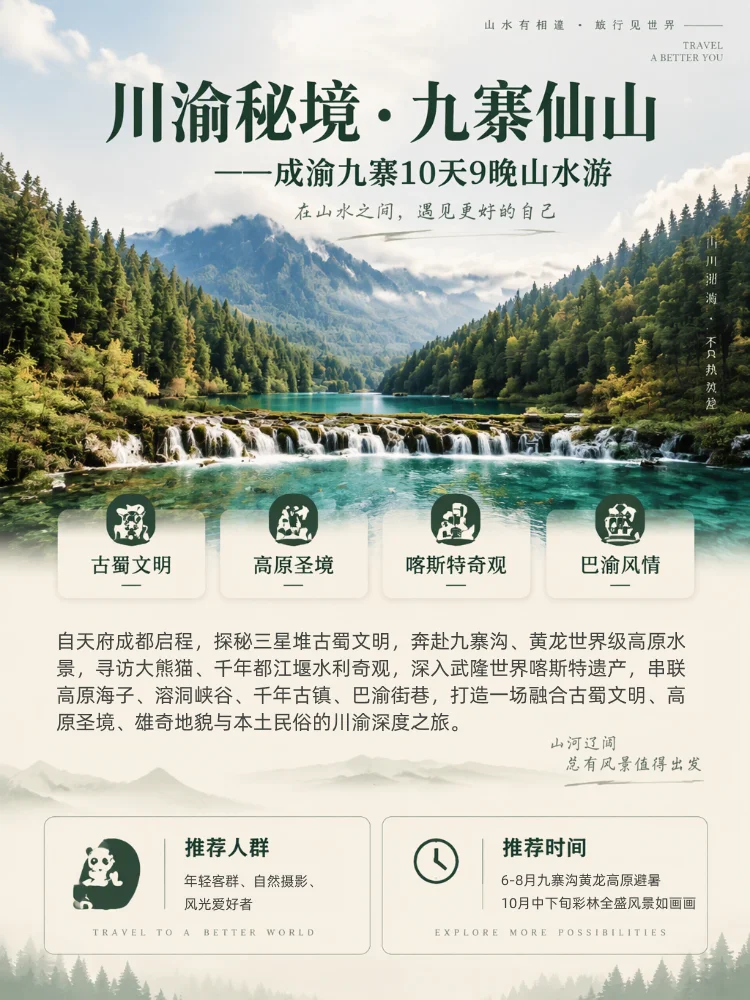 山水有相逢 · 旅行见世界
TRAVEL
A BETTER YOU
川渝秘境·九寨仙山
——成渝九寨10天9晚山水游
在山水之间，遇见更好的自己
古蜀文明
高原圣境
喀斯特奇观
巴渝风情
自天府成都启程，探秘三星堆古蜀文明，奔赴九寨沟、黄龙世界级高原水
景，寻访大熊猫、千年都江堰水利奇观，深入武隆世界喀斯特遗产，串联
高原海子、溶洞峡谷、千年古镇、巴渝街巷，打造一场融合古蜀文明、高
原圣境、雄奇地貌与本土民俗的川渝深度之旅。
山河辽阔
总有风景值得出发
推荐人群
年轻客群、自然摄影、
风光爱好者
TRAVEL TO A BETTER WORLD
推荐时间
6-8月九寨沟黄龙高原避暑
10月中下旬彩林全盛风景如画画
EXPLORE MORE POSSIBILITIES